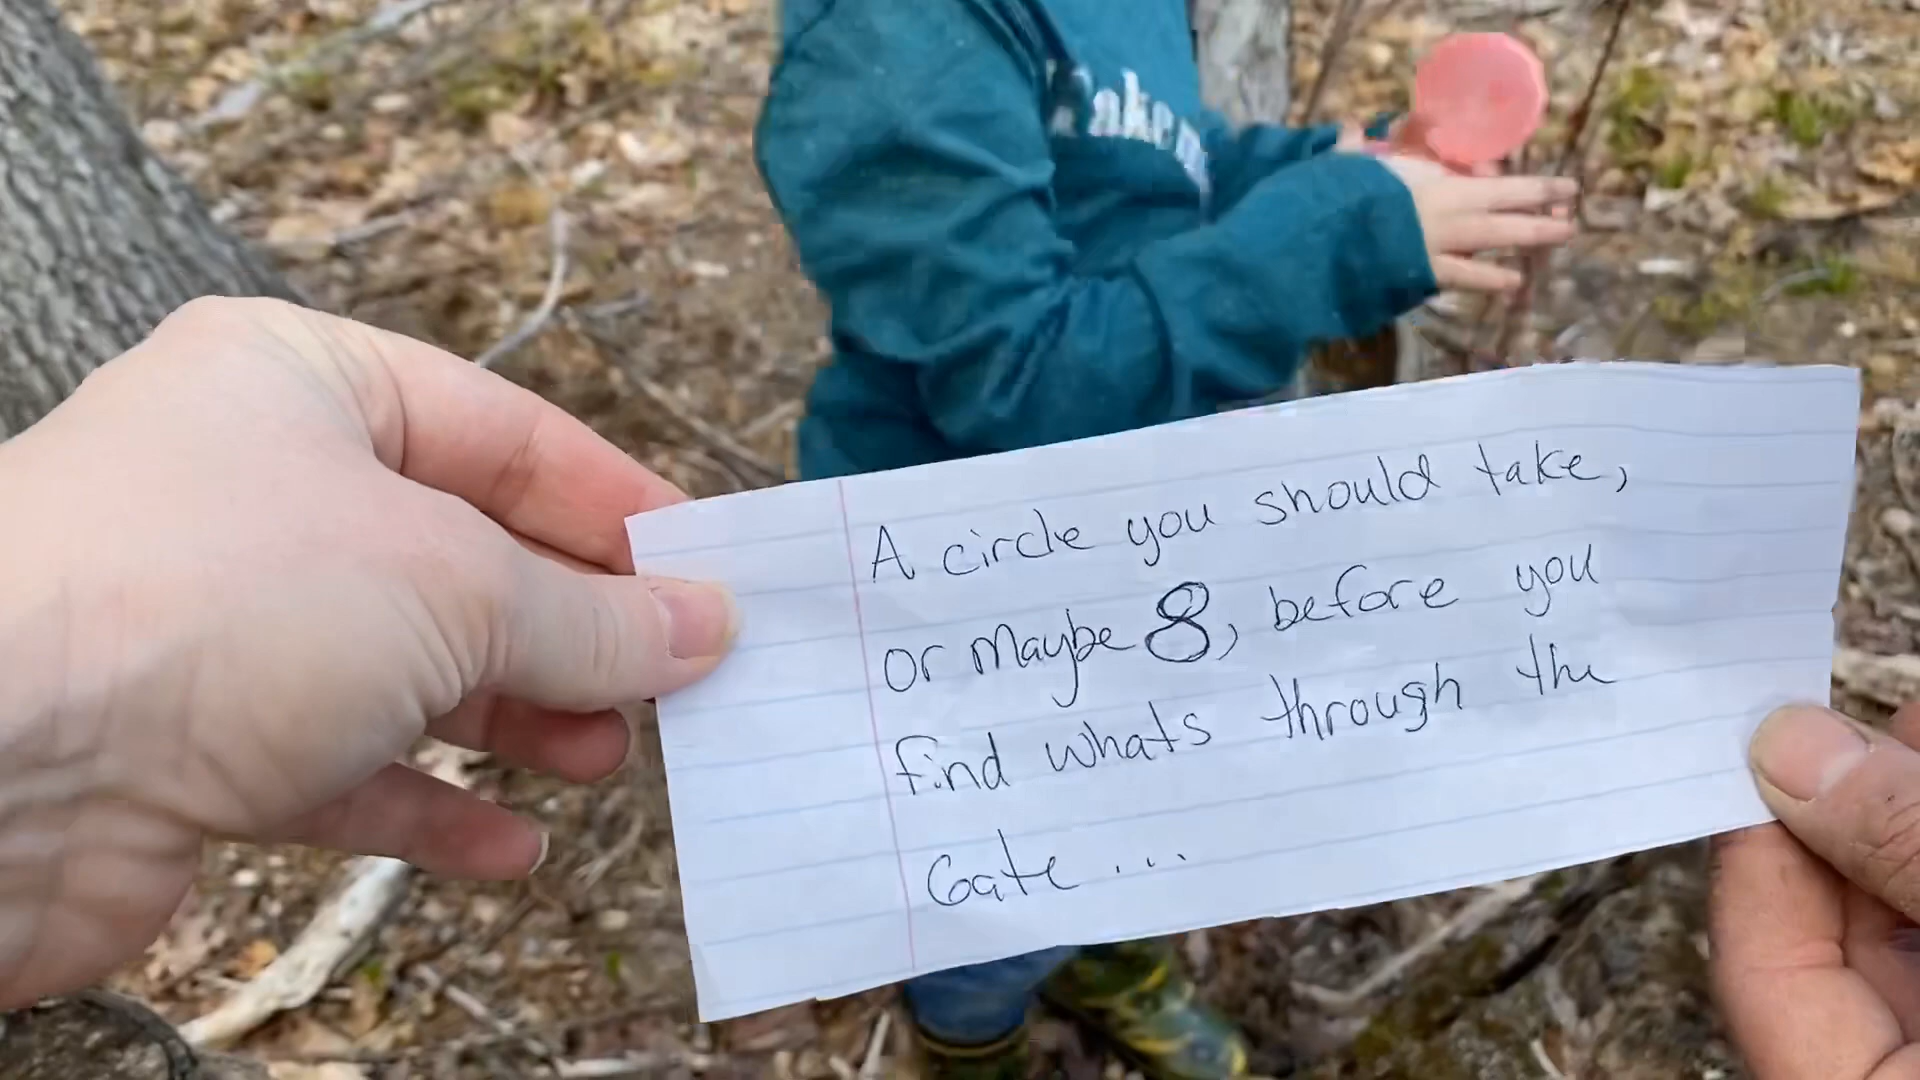 A circle you should take,
or maybe 8, before you
find whats through the
Gate...